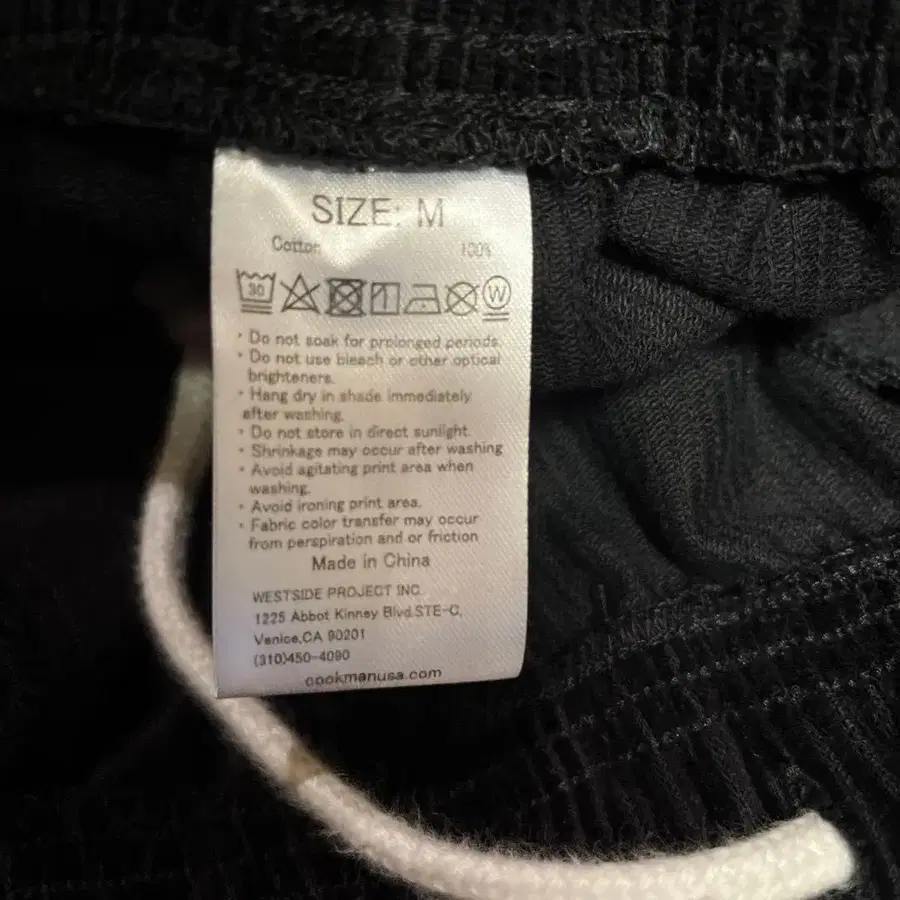 SIZE: M
Cotton 100%
30 W
• Do not soak for prolonged periods.
• Do not use bleach or other optical
brighteners.
• Hang dry in shade immediately
after washing.
• Do not store in direct sunlight.
• Shrinkage may occur after washing
• Avoid agitating print area when
washing.
• Avoid ironing print area.
• Fabric color transfer may occur
from perspiration and or friction
Made in China
WESTSIDE PROJECT INC.
1225 Abbot Kinney Blvd.STE-C,
Venice,CA 90201
(310)450-4090
cookmanusa.com